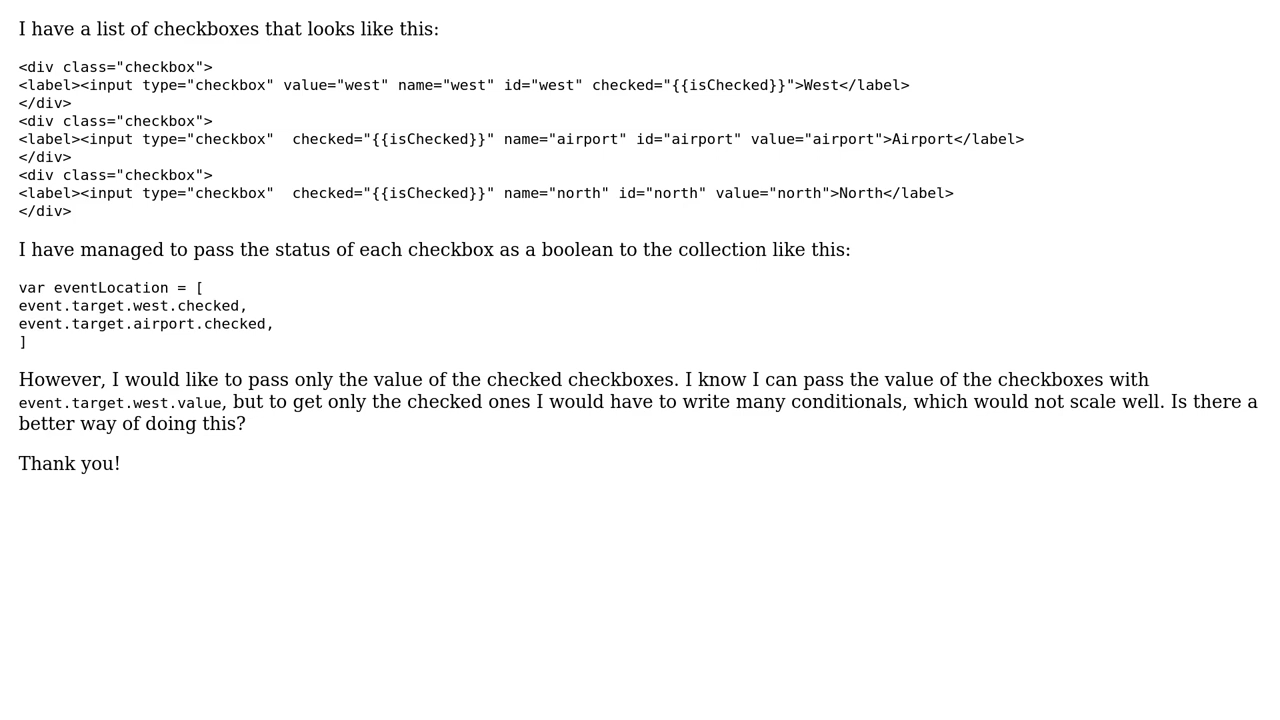 I have a list of checkboxes that looks like this:
<div class="checkbox">
<label><input type="checkbox" value="west" name="west" id="west" checked="{{isChecked}}">West</label>
</div>
<div class="checkbox">
<label><input type="checkbox"  checked="{{isChecked}}" name="airport" id="airport" value="airport">Airport</label>
</div>
<div class="checkbox">
<label><input type="checkbox"  checked="{{isChecked}}" name="north" id="north" value="north">North</label>
</div>
I have managed to pass the status of each checkbox as a boolean to the collection like this:
var eventLocation = [
event.target.west.checked,
event.target.airport.checked,
]
However, I would like to pass only the value of the checked checkboxes. I know I can pass the value of the checkboxes with
event.target.west.value, but to get only the checked ones I would have to write many conditionals, which would not scale well. Is there a
better way of doing this?
Thank you!